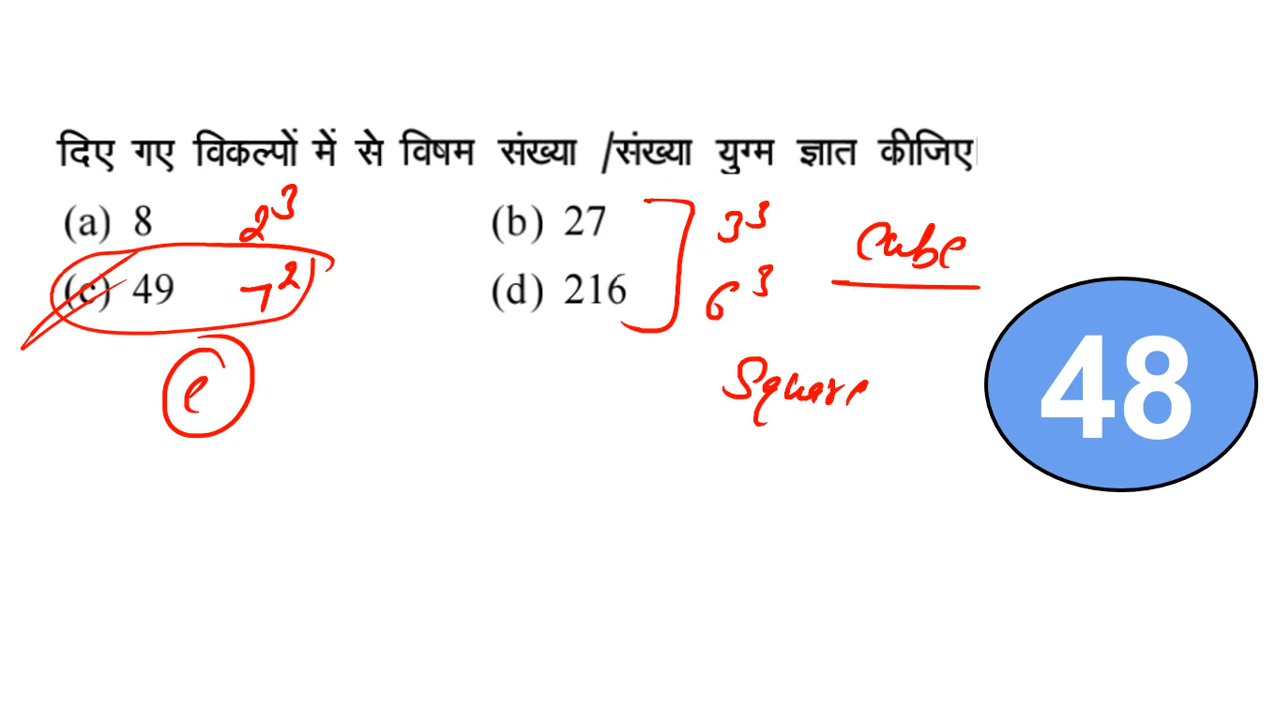 दिए गए विकल्पों में से विषम संख्या /संख्या युग्म ज्ञात कीजिए
(a) 8 2³ (b) 27 3³ Cube
(c) 49 7² (d) 216 6³
Square
c
48